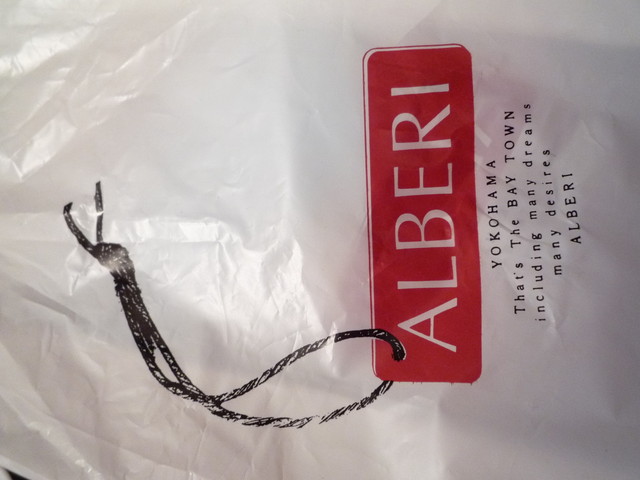 ALBERI
YOKOHAMA
That's The BAY TOWN
including many dreams
many desires
ALBERI